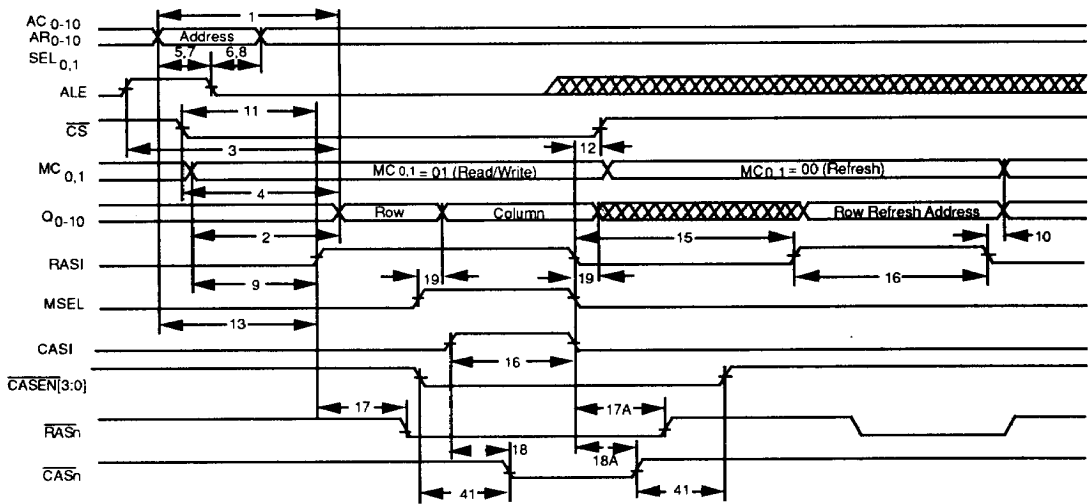 AC 0-10
AR0-10
SEL 0,1
ALE
CS
MC 0,1
Q0-10
RASI
MSEL
CASI
CASEN[3:0]
RASn
CASn
1
Address
5,7
6,8
11
3
12
MC 0,1 = 01 (Read/Write)
MC0,1 = 00 (Refresh)
4
Row
Column
Row Refresh Address
2
15
10
9
19
19
16
13
16
17
17A
18
18A
41
41